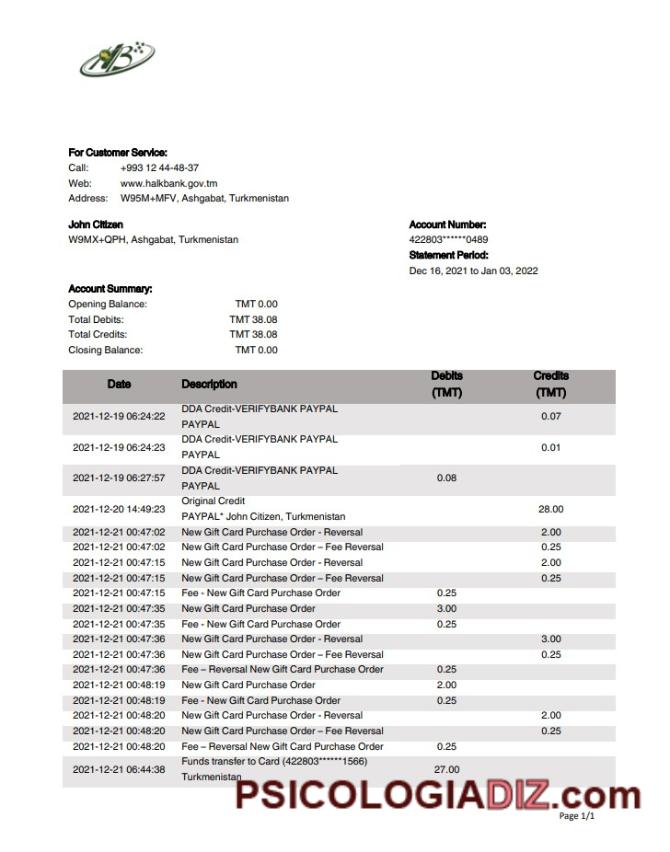 HB
For Customer Service:
Call: +993 12 44-48-37
Web: www.halkbank.gov.tm
Address: W95M+MFV, Ashgabat, Turkmenistan
John Citizen Account Number:
W9MX+QPH, Ashgabat, Turkmenistan 422803******0489
Statement Period:
Dec 16, 2021 to Jan 03, 2022
Account Summary:
Opening Balance: TMT 0.00
Total Debits: TMT 38.08
Total Credits: TMT 38.08
Closing Balance: TMT 0.00
Date Description Debits (TMT) Credits (TMT)
2021-12-19 06:24:22 DDA Credit-VERIFYBANK PAYPAL 0.07
PAYPAL
2021-12-19 06:24:23 DDA Credit-VERIFYBANK PAYPAL 0.01
PAYPAL
2021-12-19 06:27:57 DDA Credit-VERIFYBANK PAYPAL 0.08
PAYPAL
2021-12-20 14:49:23 Original Credit 28.00
PAYPAL* John Citizen, Turkmenistan
2021-12-21 00:47:02 New Gift Card Purchase Order - Reversal 2.00
2021-12-21 00:47:02 New Gift Card Purchase Order – Fee Reversal 0.25
2021-12-21 00:47:15 New Gift Card Purchase Order - Reversal 2.00
2021-12-21 00:47:15 New Gift Card Purchase Order – Fee Reversal 0.25
2021-12-21 00:47:15 Fee - New Gift Card Purchase Order 0.25
2021-12-21 00:47:35 New Gift Card Purchase Order 3.00
2021-12-21 00:47:35 Fee - New Gift Card Purchase Order 0.25
2021-12-21 00:47:36 New Gift Card Purchase Order - Reversal 3.00
2021-12-21 00:47:36 New Gift Card Purchase Order – Fee Reversal 0.25
2021-12-21 00:47:36 Fee – Reversal New Gift Card Purchase Order 0.25
2021-12-21 00:48:19 New Gift Card Purchase Order 2.00
2021-12-21 00:48:19 Fee - New Gift Card Purchase Order 0.25
2021-12-21 00:48:20 New Gift Card Purchase Order - Reversal 2.00
2021-12-21 00:48:20 New Gift Card Purchase Order – Fee Reversal 0.25
2021-12-21 00:48:20 Fee – Reversal New Gift Card Purchase Order 0.25
2021-12-21 06:44:38 Funds transfer to Card (422803******1566) 27.00
Turkmenistan
PSICOLOGIADIZ.com
Page 1/1